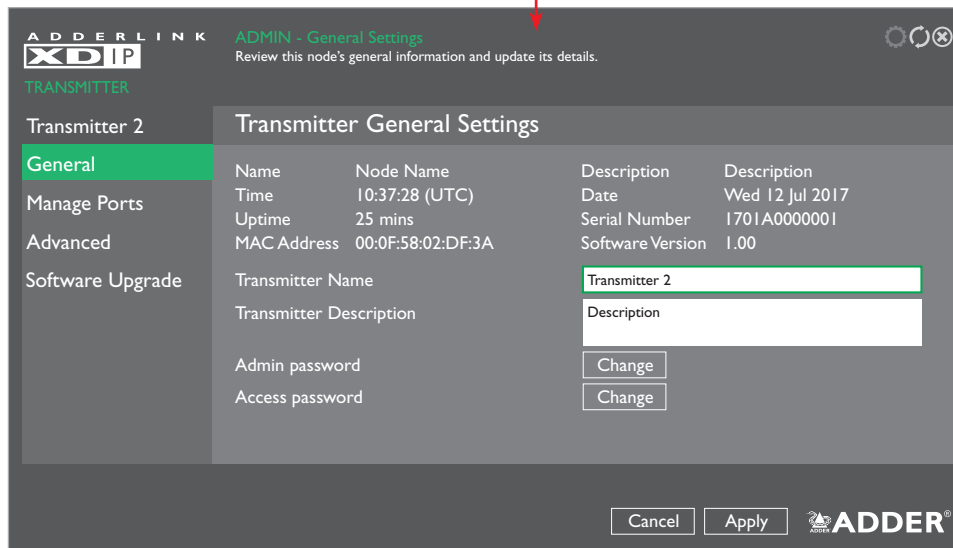 ADDERLINK
XDIP
TRANSMITTER
ADMIN - General Settings
Review this node's general information and update its details.
Transmitter 2
General
Manage Ports
Advanced
Software Upgrade
Transmitter General Settings
Name Node Name Description Description
Time 10:37:28 (UTC) Date Wed 12 Jul 2017
Uptime 25 mins Serial Number 1701A0000001
MAC Address 00:0F:58:02:DF:3A Software Version 1.00
Transmitter Name Transmitter 2
Transmitter Description Description
Admin password Change
Access password Change
Cancel Apply ADDER ADDER®